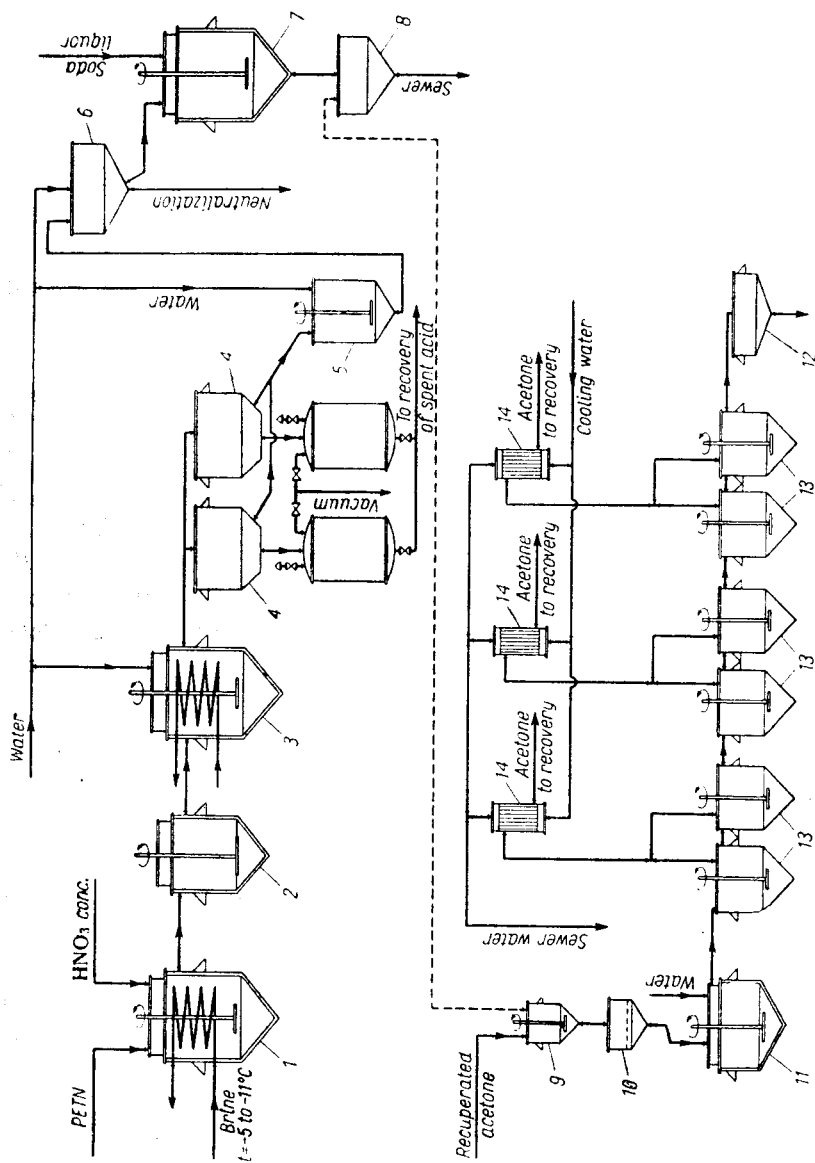 PETN
HNO₃ conc.
Brine
t=-5 to -11°C
1
2
Water
3
4
4
Vacuum
Water
5
To recovery
of spent acid
6
Neutralization
Soda
liquor
7
8
Sewer
Recuperated
acetone
9
10
Water
11
Sewer water
14
Acetone
to recovery
14
Acetone
to recovery
14
Acetone
to recovery
Cooling water
13
13
13
12